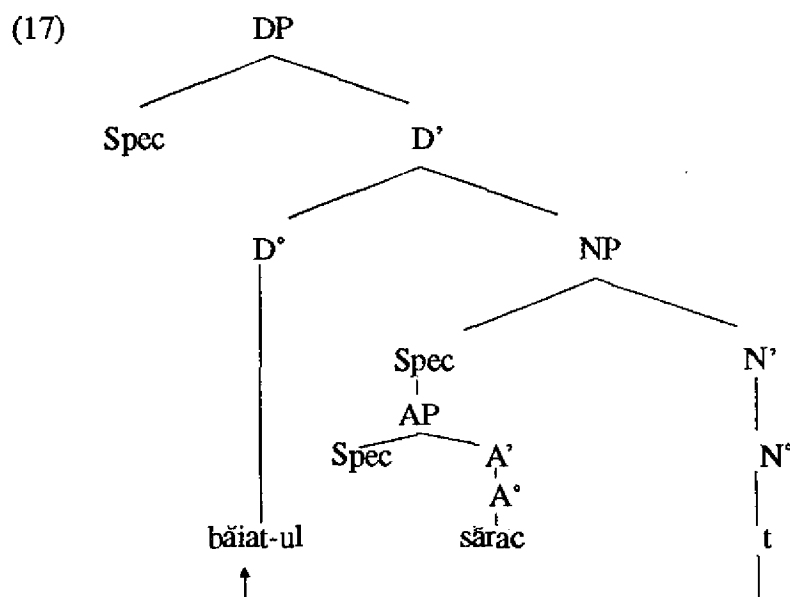 (17) DP
Spec D’
D° NP
Spec N’
AP
Spec A’ N°
A°
băiat-ul sărac t